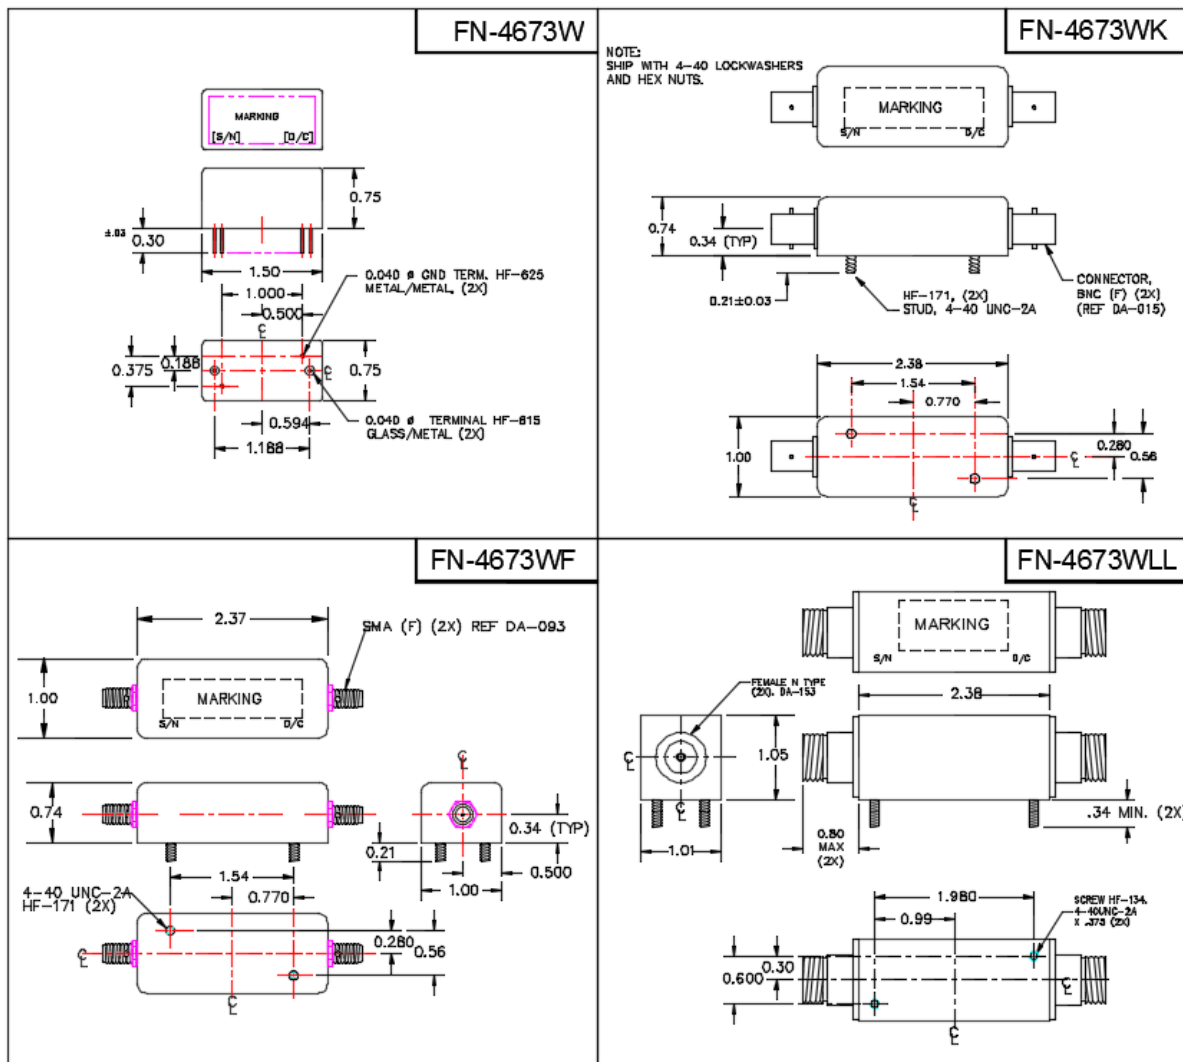 FN-4673W
MARKING
[S/N] [D/C]
0.75
±.03
0.30
1.50
1.000
0.500
0.040 ø GND TERM. HF-625
METAL/METAL, (2X)
℄
0.188
0.375
℄
0.75
0.040 ø TERMINAL HF-615
GLASS/METAL (2X)
0.594
1.188
FN-4673WK
NOTE:
SHIP WITH 4-40 LOCKWASHERS
AND HEX NUTS.
MARKING
S/N D/C
0.74
0.34 (TYP)
0.21±0.03
HF-171, (2X)
STUD, 4-40 UNC-2A
CONNECTOR,
BNC (F) (2X)
(REF DA-015)
2.38
1.54
0.770
1.00
0.280
0.56
℄
℄
FN-4673WF
2.37
SMA (F) (2X) REF DA-093
1.00
MARKING
S/N D/C
0.74
℄
0.34 (TYP)
0.21
0.500
1.00
1.54
0.770
4-40 UNC-2A
HF-171 (2X)
0.280
0.56
℄
℄
FN-4673WLL
MARKING
S/N D/C
FEMALE N TYPE
(2X). DA-153
2.38
℄
1.05
℄
1.01
.34 MIN. (2X)
0.80
MAX
(2X)
1.980
0.99
SCREW HF-134,
4-40UNC-2A
X .375 (2X)
0.30
0.600
℄
℄